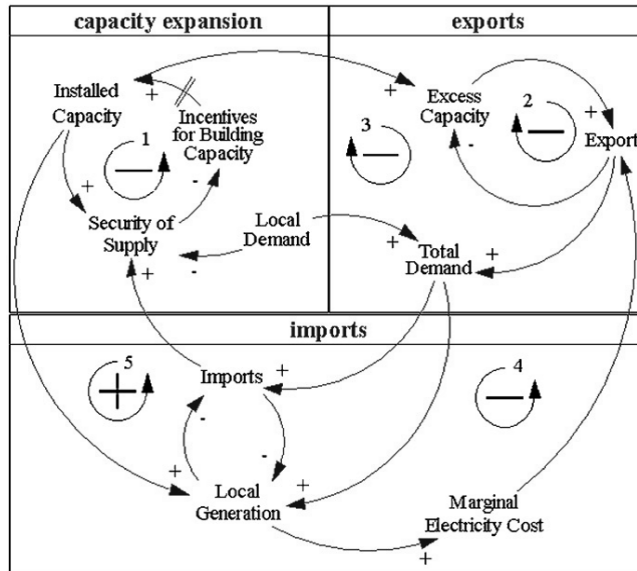 capacity expansion
exports
Installed
Capacity
+
Incentives
for Building
Capacity
1
+
-
Security of
Supply
+
-
Local
Demand
+
Excess
Capacity
2
+
-
3
Export
+
Total
Demand
+
imports
5
Imports
+
4
-
-
+
Local
Generation
+
Marginal
Electricity Cost
+